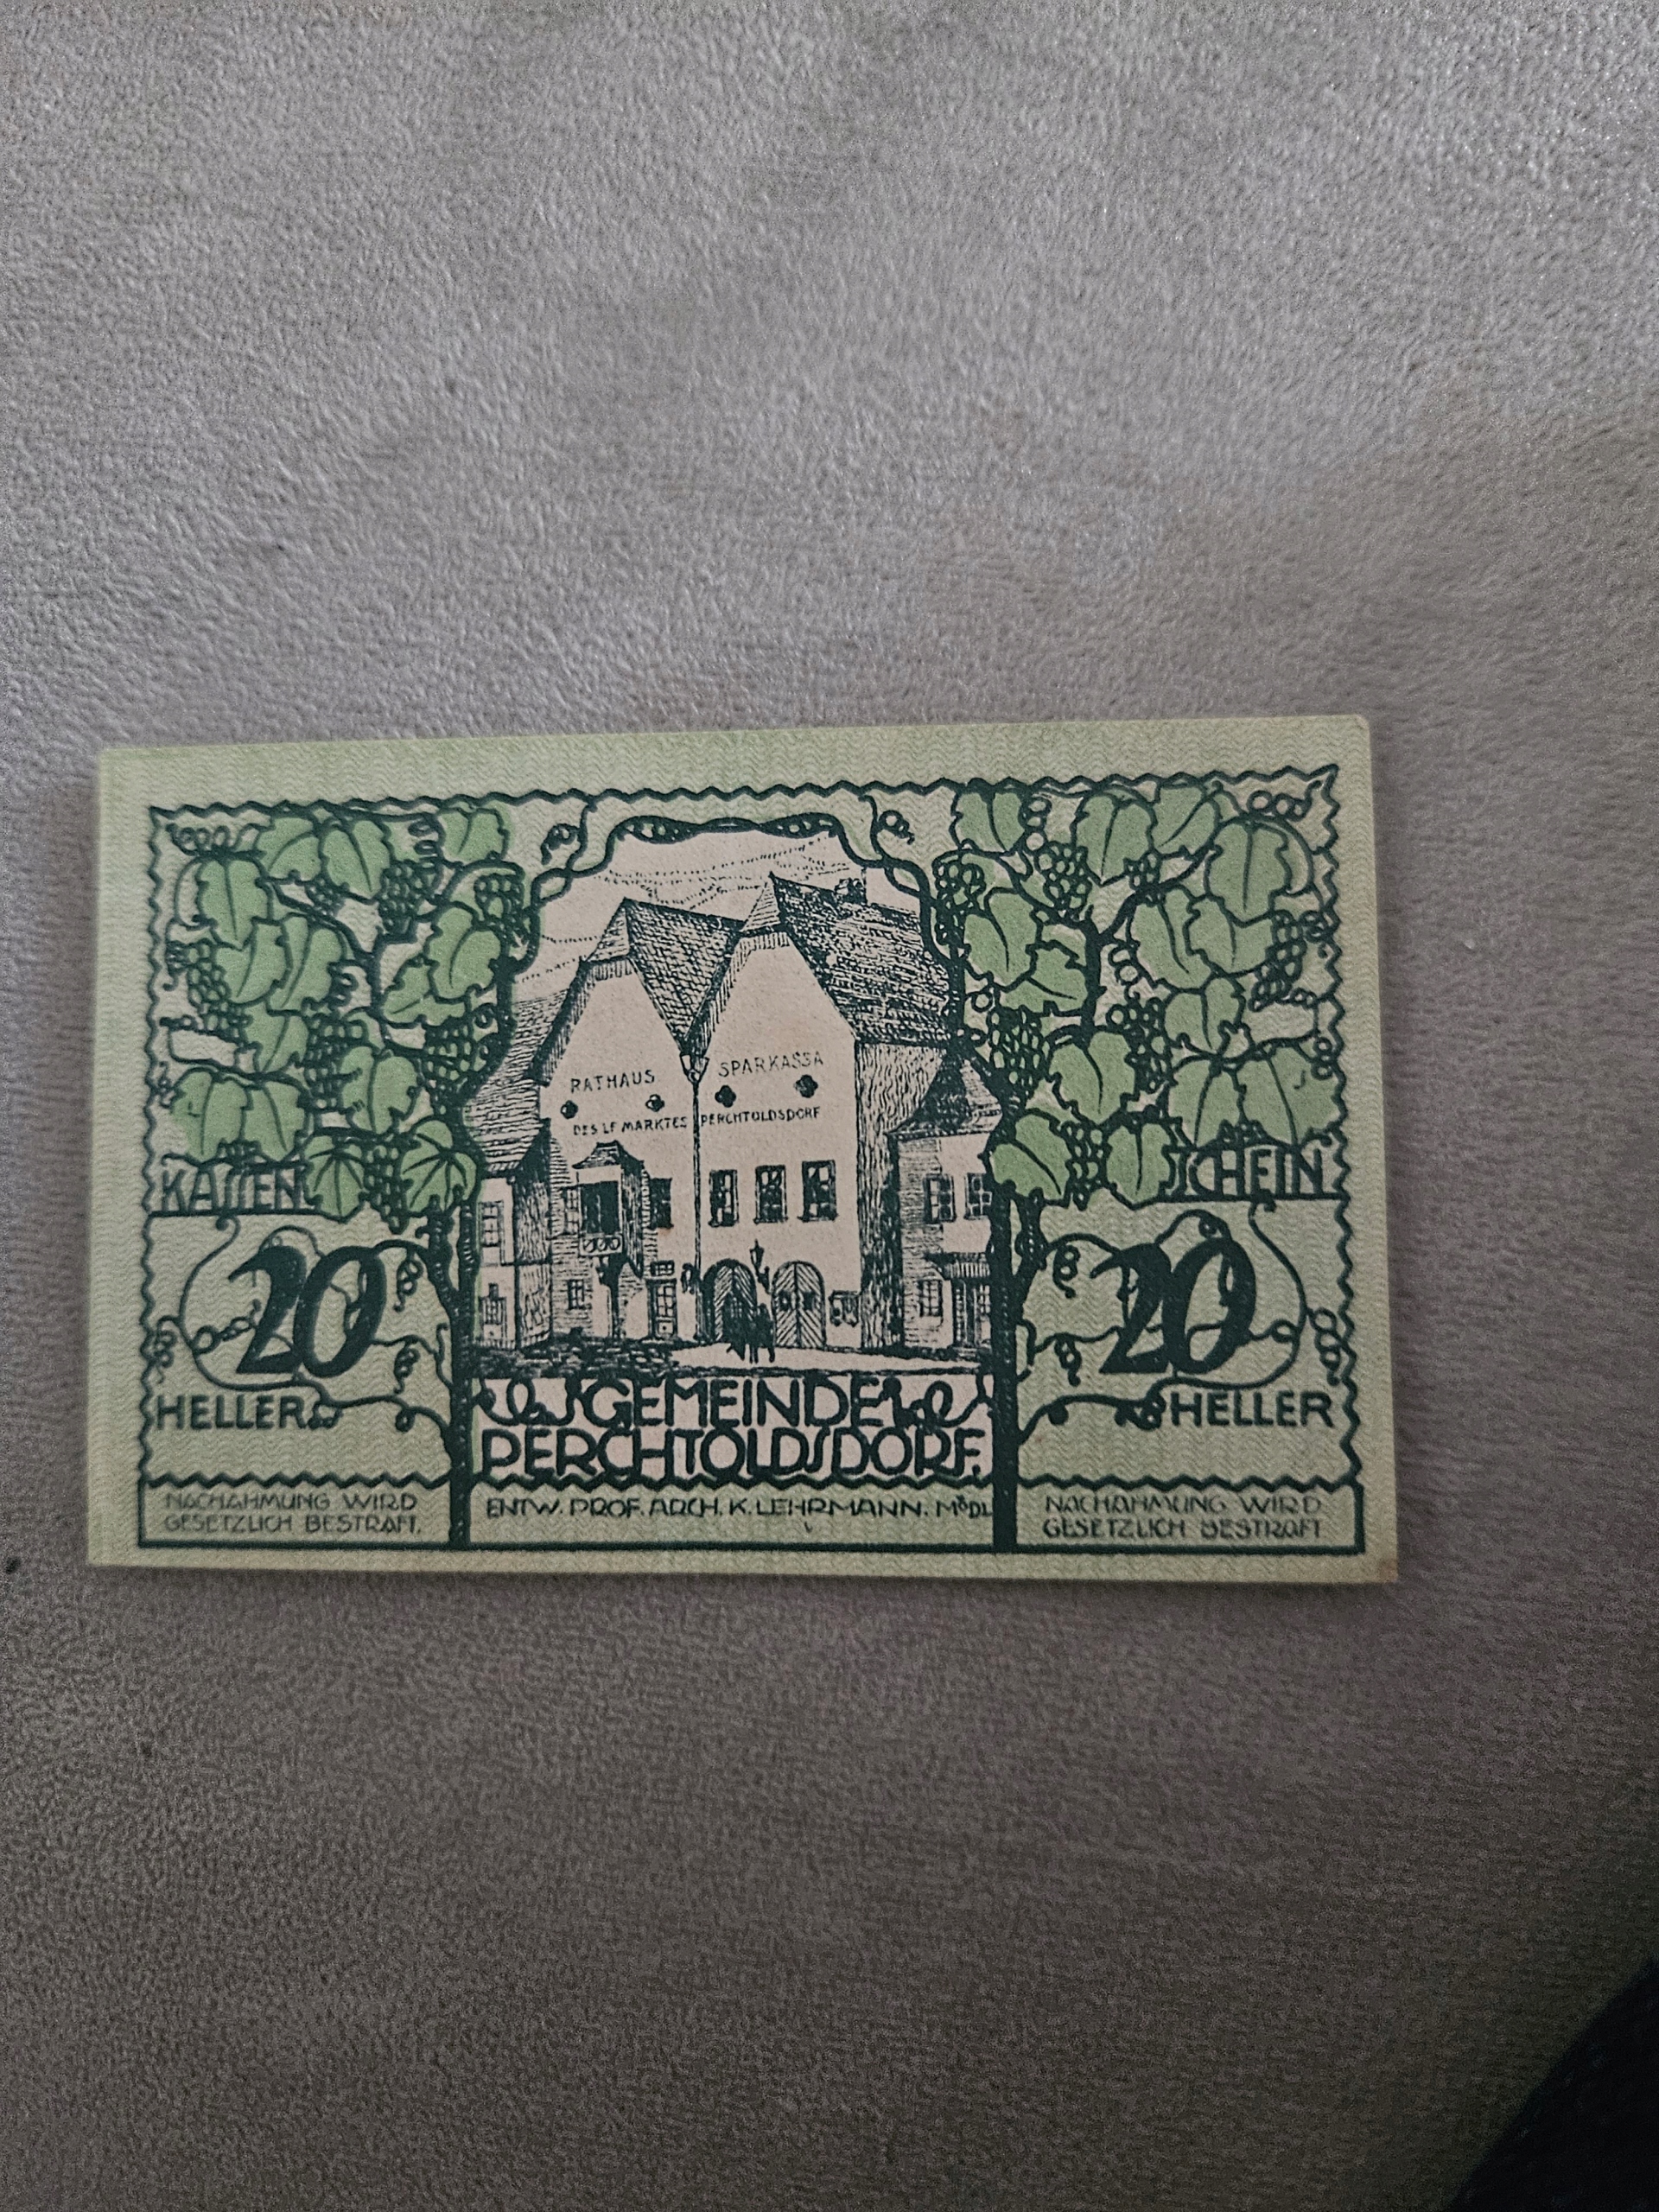 RATHAUS
SPARKASSA
DES LF MARKTES PERCHTOLDSDORF
KASSEN
SCHEIN
20
20
HELLER
HELLER
GEMEINDE
PERCHTOLDSDORF.
NACHAHMUNG WIRD
GESETZLICH BESTRAFT.
ENTW. PROF. ARCH. K. LEHRMANN. MÖDL
NACHAHMUNG WIRD
GESETZLICH BESTRAFT